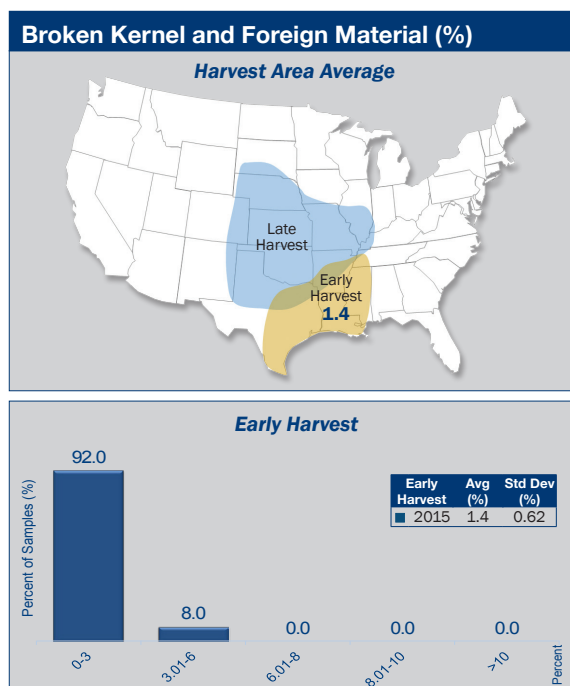 Broken Kernel and Foreign Material (%)
Harvest Area Average
Late
Harvest
Early
Harvest
1.4
Early Harvest
Percent of Samples (%)
92.0
8.0
0.0
0.0
0.0
Early Avg Std Dev
Harvest (%) (%)
2015 1.4 0.62
0-3
3.01-6
6.01-8
8.01-10
>10
Percent